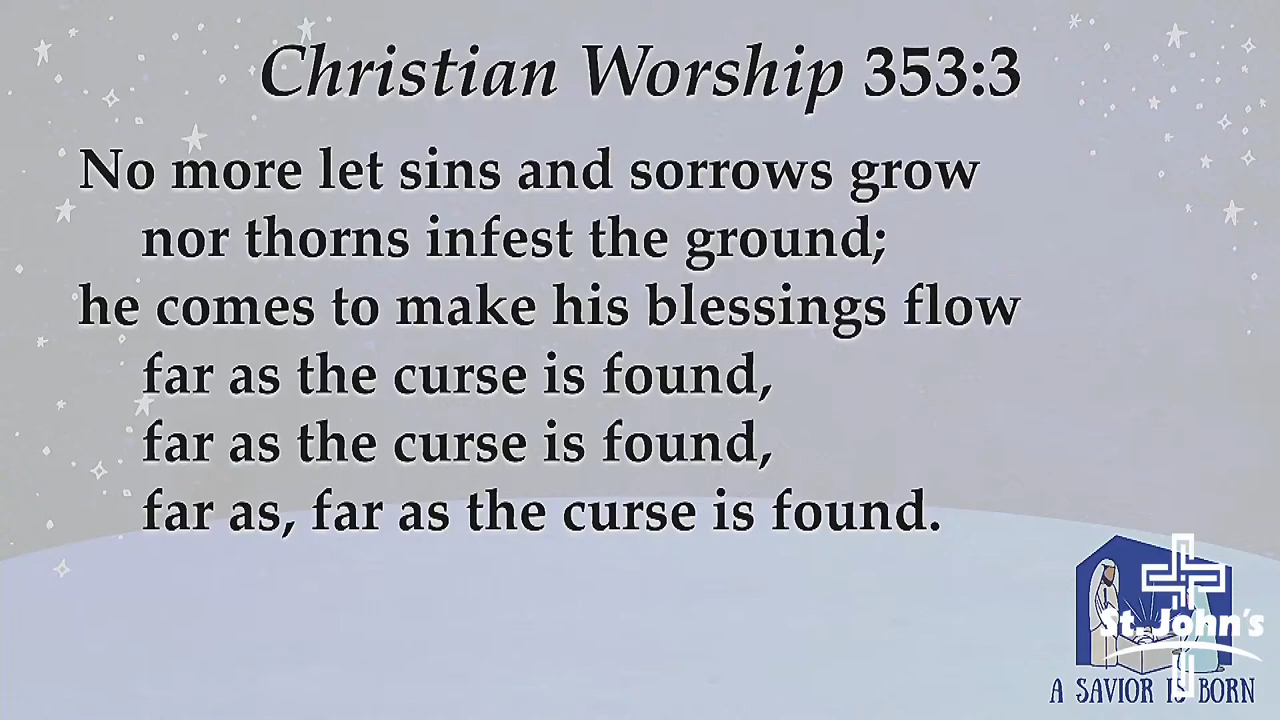 Christian Worship 353:3
No more let sins and sorrows grow
nor thorns infest the ground;
he comes to make his blessings flow
far as the curse is found,
far as the curse is found,
far as, far as the curse is found.
St. John's
A SAVIOR IS BORN